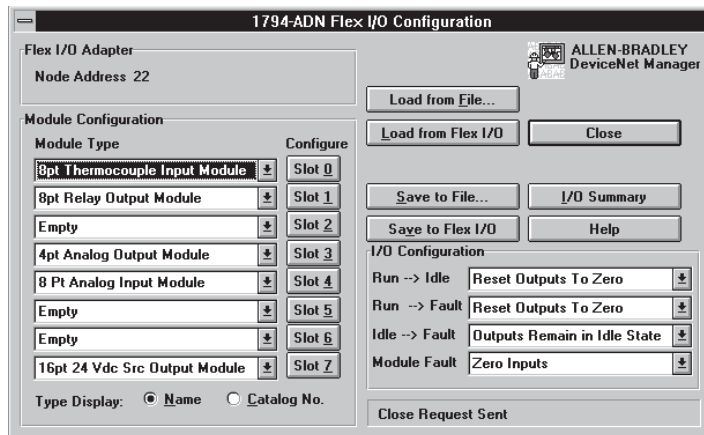 1794-ADN Flex I/O Configuration
Flex I/O Adapter
Node Address 22
ALLEN-BRADLEY
DeviceNet Manager
Load from File...
Load from Flex I/O
Close
Module Configuration
Module Type
Configure
8pt Thermocouple Input Module
Slot 0
8pt Relay Output Module
Slot 1
Empty
Slot 2
4pt Analog Output Module
Slot 3
8 Pt Analog Input Module
Slot 4
Empty
Slot 5
Empty
Slot 6
16pt 24 Vdc Src Output Module
Slot 7
Type Display:
Name
Catalog No.
Save to File...
I/O Summary
Save to Flex I/O
Help
I/O Configuration
Run --> Idle
Reset Outputs To Zero
Run --> Fault
Reset Outputs To Zero
Idle --> Fault
Outputs Remain in Idle State
Module Fault
Zero Inputs
Close Request Sent